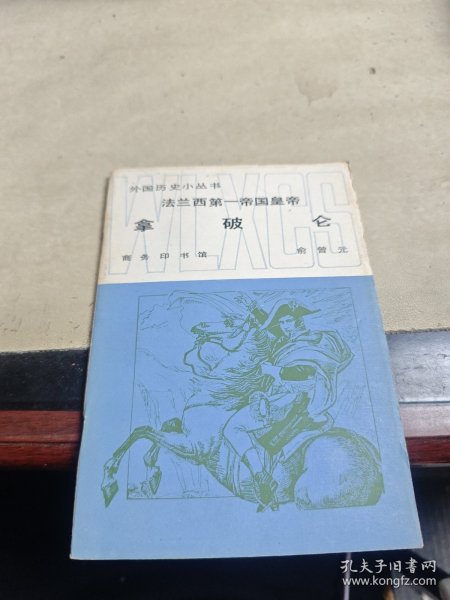 WLXCS
外国历史小丛书
法兰西第一帝国皇帝
拿破仑
商务印书馆 俞曾元
孔夫子旧书网
www.kongfz.com